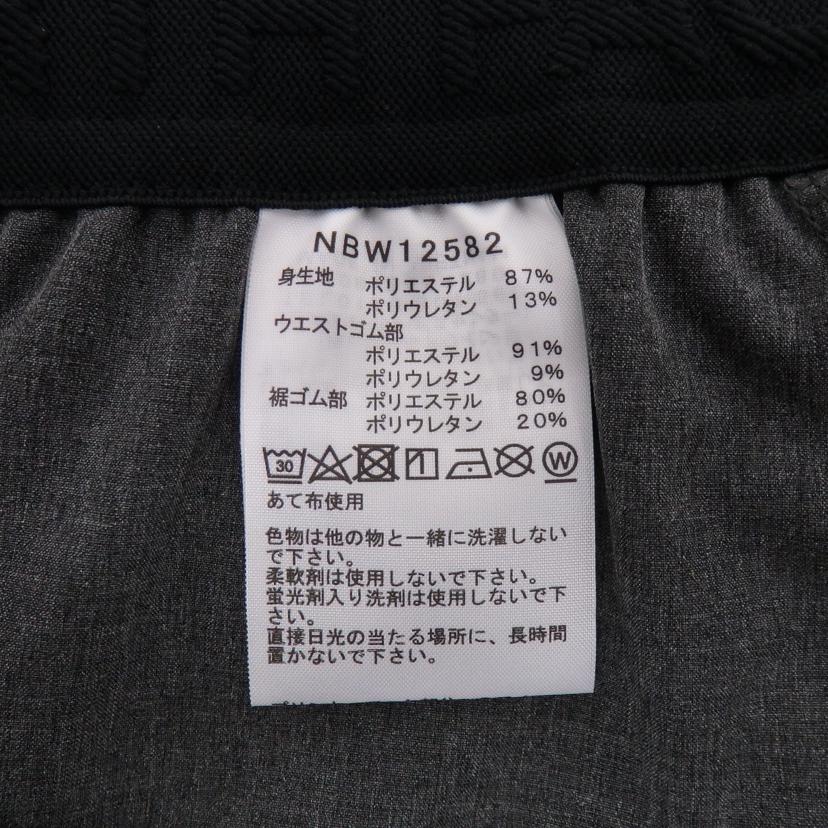 NBW12582
身生地 ポリエステル 87%
ポリウレタン 13%
ウエストゴム部
ポリエステル 91%
ポリウレタン 9%
裾ゴム部 ポリエステル 80%
ポリウレタン 20%
30 W
あて布使用
色物は他の物と一緒に洗濯しない
で下さい。
柔軟剤は使用しないで下さい。
蛍光剤入り洗剤は使用しないで下
さい。
直接日光の当たる場所に、長時間
置かないで下さい。